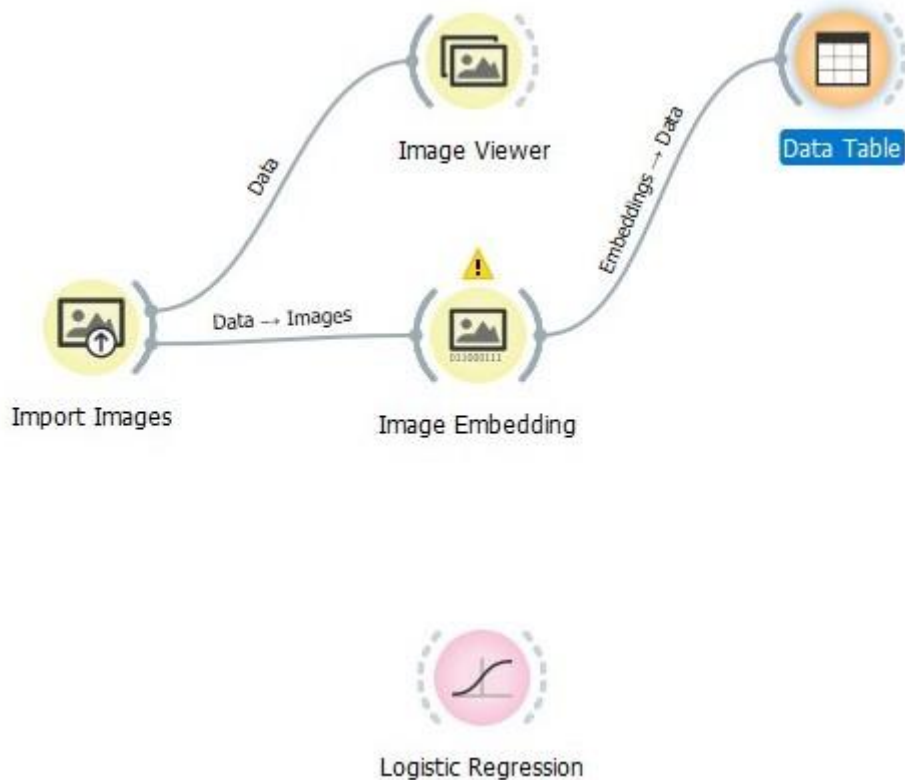 Data
Image Viewer
Embeddings → Data
Data Table
Data → Images
Import Images
Image Embedding
Logistic Regression